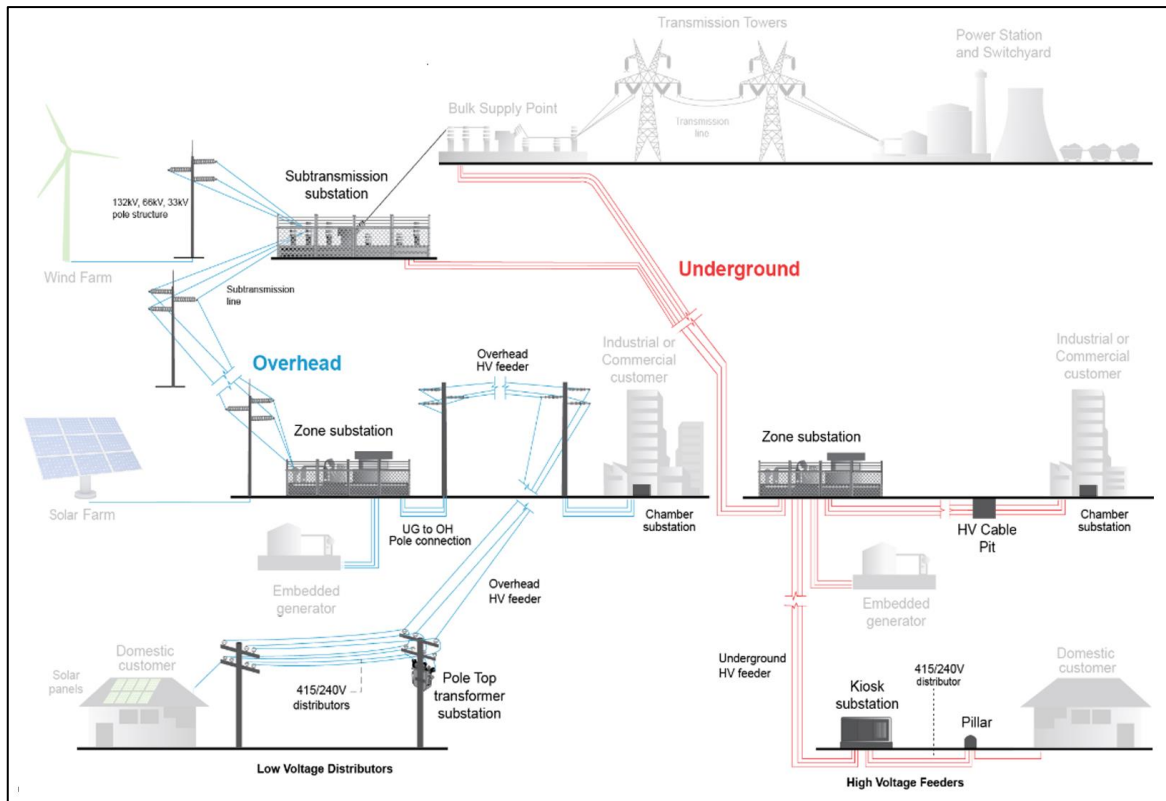 Transmission Towers
Power Station
and Switchyard
Bulk Supply Point
Transmission
line
Subtransmission
substation
132kV, 66kV, 33kV
pole structure
Wind Farm
Subtransmission
line
Underground
Overhead
Overhead
HV feeder
Industrial or
Commercial
customer
Industrial or
Commercial
customer
Zone substation
Zone substation
Solar Farm
UG to OH
Pole connection
Chamber
substation
HV Cable
Pit
Chamber
substation
Embedded
generator
Overhead
HV feeder
Embedded
generator
Domestic
customer
Solar
panels
415/240V
distributors
Pole Top
transformer
substation
Underground
HV feeder
415/240V
distributor
Domestic
customer
Kiosk
substation
Pillar
Low Voltage Distributors
High Voltage Feeders